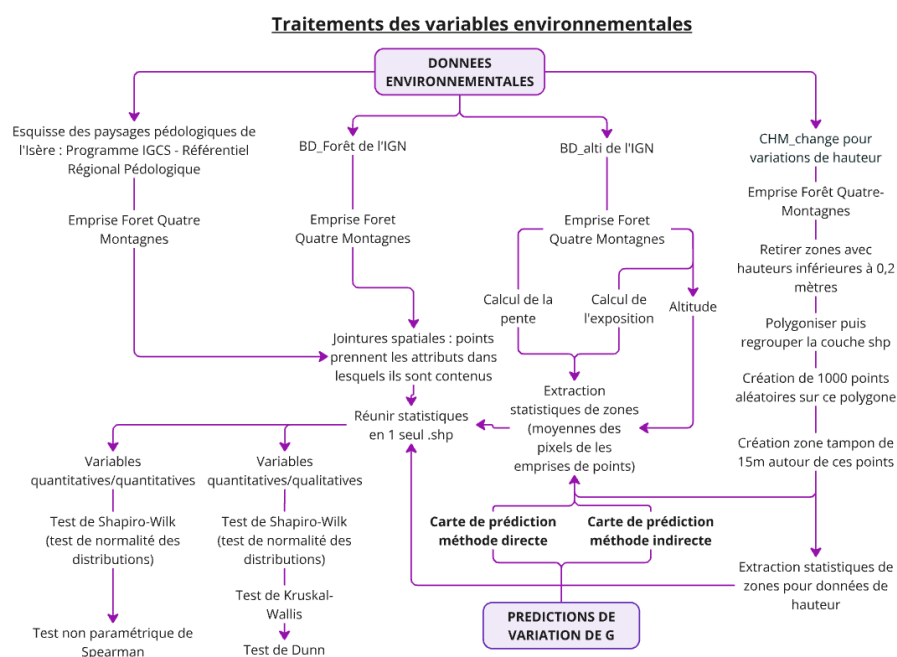 Traitements des variables environnementales
DONNEES
ENVIRONNEMENTALES
Esquisse des paysages pédologiques de
l'Isère : Programme IGCS - Référentiel
Régional Pédologique
Emprise Foret Quatre
Montagnes
BD_Forêt de l'IGN
Emprise Foret
Quatre Montagnes
Jointures spatiales : points
prennent les attributs dans
lesquels ils sont contenus
BD_alti de l'IGN
Emprise Foret
Quatre Montagnes
Calcul de la
pente
Calcul de
l'exposition
Altitude
Extraction
statistiques de zones
(moyennes des
pixels de les
emprises de points)
CHM_change pour
variations de hauteur
Emprise Forêt Quatre-
Montagnes
Retirer zones avec
hauteurs inférieures à 0,2
mètres
Polygoniser puis
regrouper la couche shp
Création de 1000 points
aléatoires sur ce polygone
Création zone tampon de
15m autour de ces points
Extraction statistiques de
zones pour données de
hauteur
Réunir statistiques
en 1 seul .shp
Variables
quantitatives/quantitatives
Test de Shapiro-Wilk
(test de normalité des
distributions)
Test non paramétrique de
Spearman
Variables
quantitatives/qualitatives
Test de Shapiro-Wilk
(test de normalité des
distributions)
Test de Kruskal-
Wallis
Test de Dunn
Carte de prédiction
méthode directe
Carte de prédiction
méthode indirecte
PREDICTIONS DE
VARIATION DE G